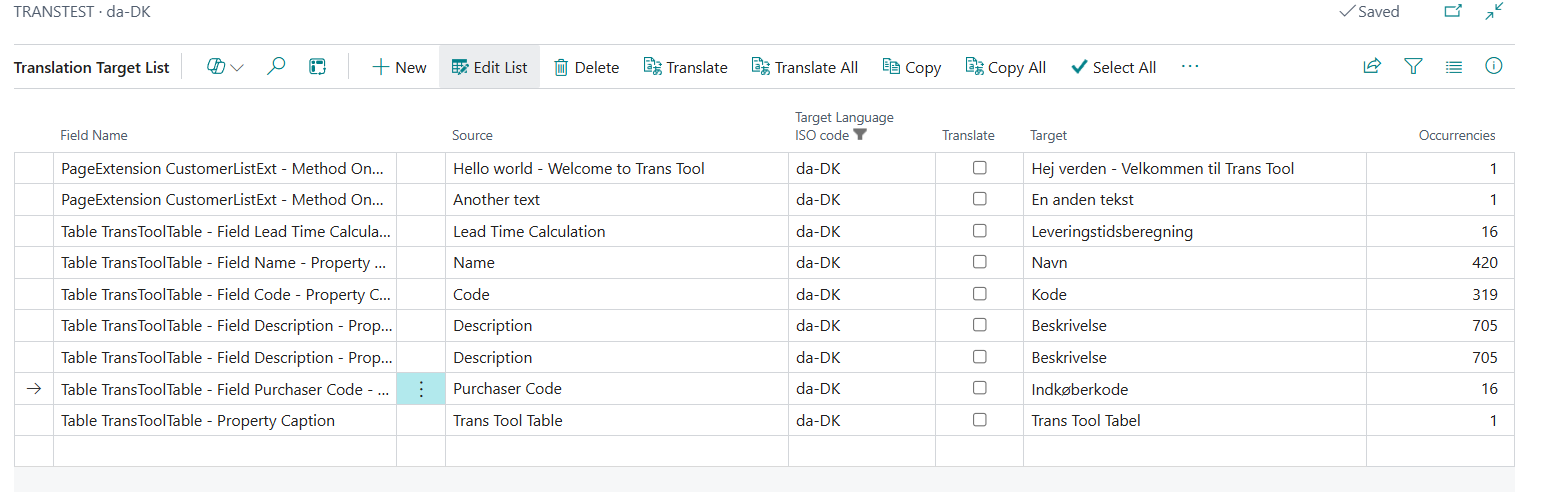 TRANSTEST · da-DK
Saved
Translation Target List
New
Edit List
Delete
Translate
Translate All
Copy
Copy All
Select All
Field Name Source Target Language ISO code Translate Target Occurrencies
PageExtension CustomerListExt - Method On... Hello world - Welcome to Trans Tool da-DK Hej verden - Velkommen til Trans Tool 1
PageExtension CustomerListExt - Method On... Another text da-DK En anden tekst 1
Table TransToolTable - Field Lead Time Calcula... Lead Time Calculation da-DK Leveringstidsberegning 16
Table TransToolTable - Field Name - Property ... Name da-DK Navn 420
Table TransToolTable - Field Code - Property C... Code da-DK Kode 319
Table TransToolTable - Field Description - Prop... Description da-DK Beskrivelse 705
Table TransToolTable - Field Description - Prop... Description da-DK Beskrivelse 705
Table TransToolTable - Field Purchaser Code - ... Purchaser Code da-DK Indkøberkode 16
Table TransToolTable - Property Caption Trans Tool Table da-DK Trans Tool Tabel 1